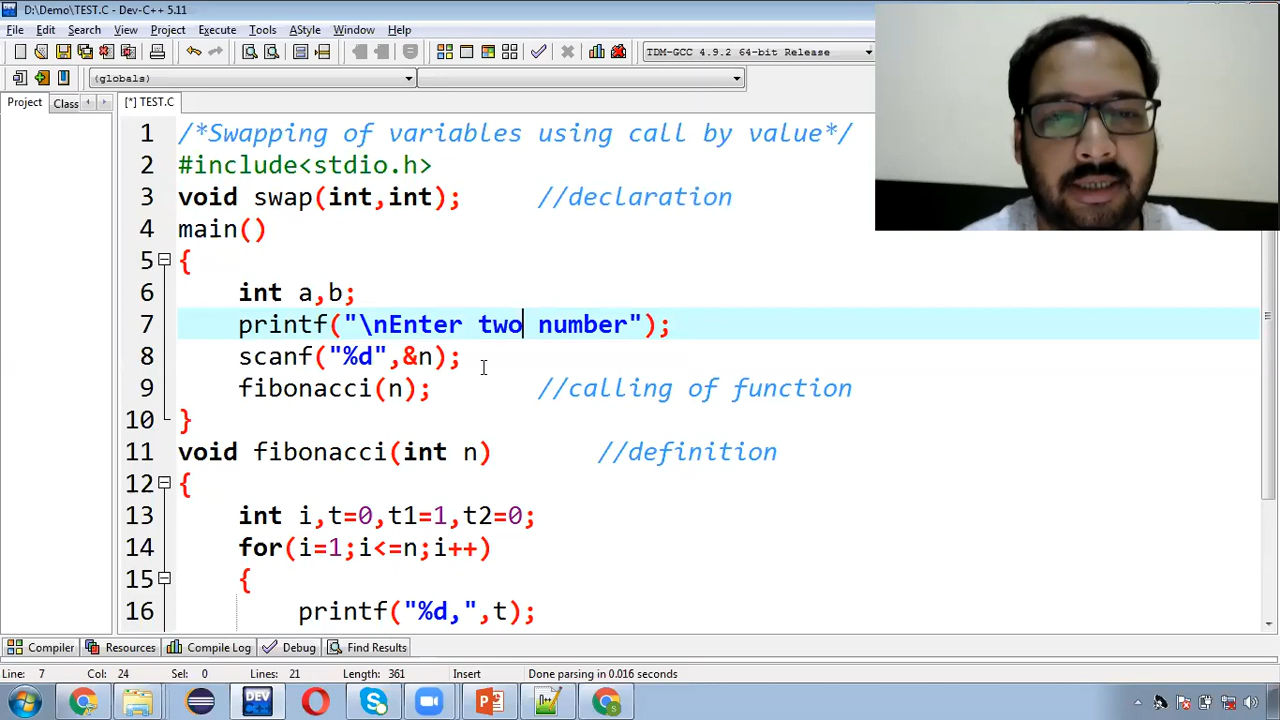 D:\Demo\TEST.C - Dev-C++ 5.11
File Edit Search View Project Execute Tools AStyle Window Help
TDM-GCC 4.9.2 64-bit Release
(globals)
Project Class [*] TEST.C
1 /*Swapping of variables using call by value*/
2 #include<stdio.h>
3 void swap(int,int); //declaration
4 main()
5 {
6 int a,b;
7 printf("\nEnter two number");
8 scanf("%d",&n);
9 fibonacci(n); //calling of function
10 }
11 void fibonacci(int n) //definition
12 {
13 int i,t=0,t1=1,t2=0;
14 for(i=1;i<=n;i++)
15 {
16 printf("%d,",t);
Compiler Resources Compile Log Debug Find Results
Line: 7 Col: 24 Sel: 0 Lines: 21 Length: 361 Insert Done parsing in 0.016 seconds
DEV